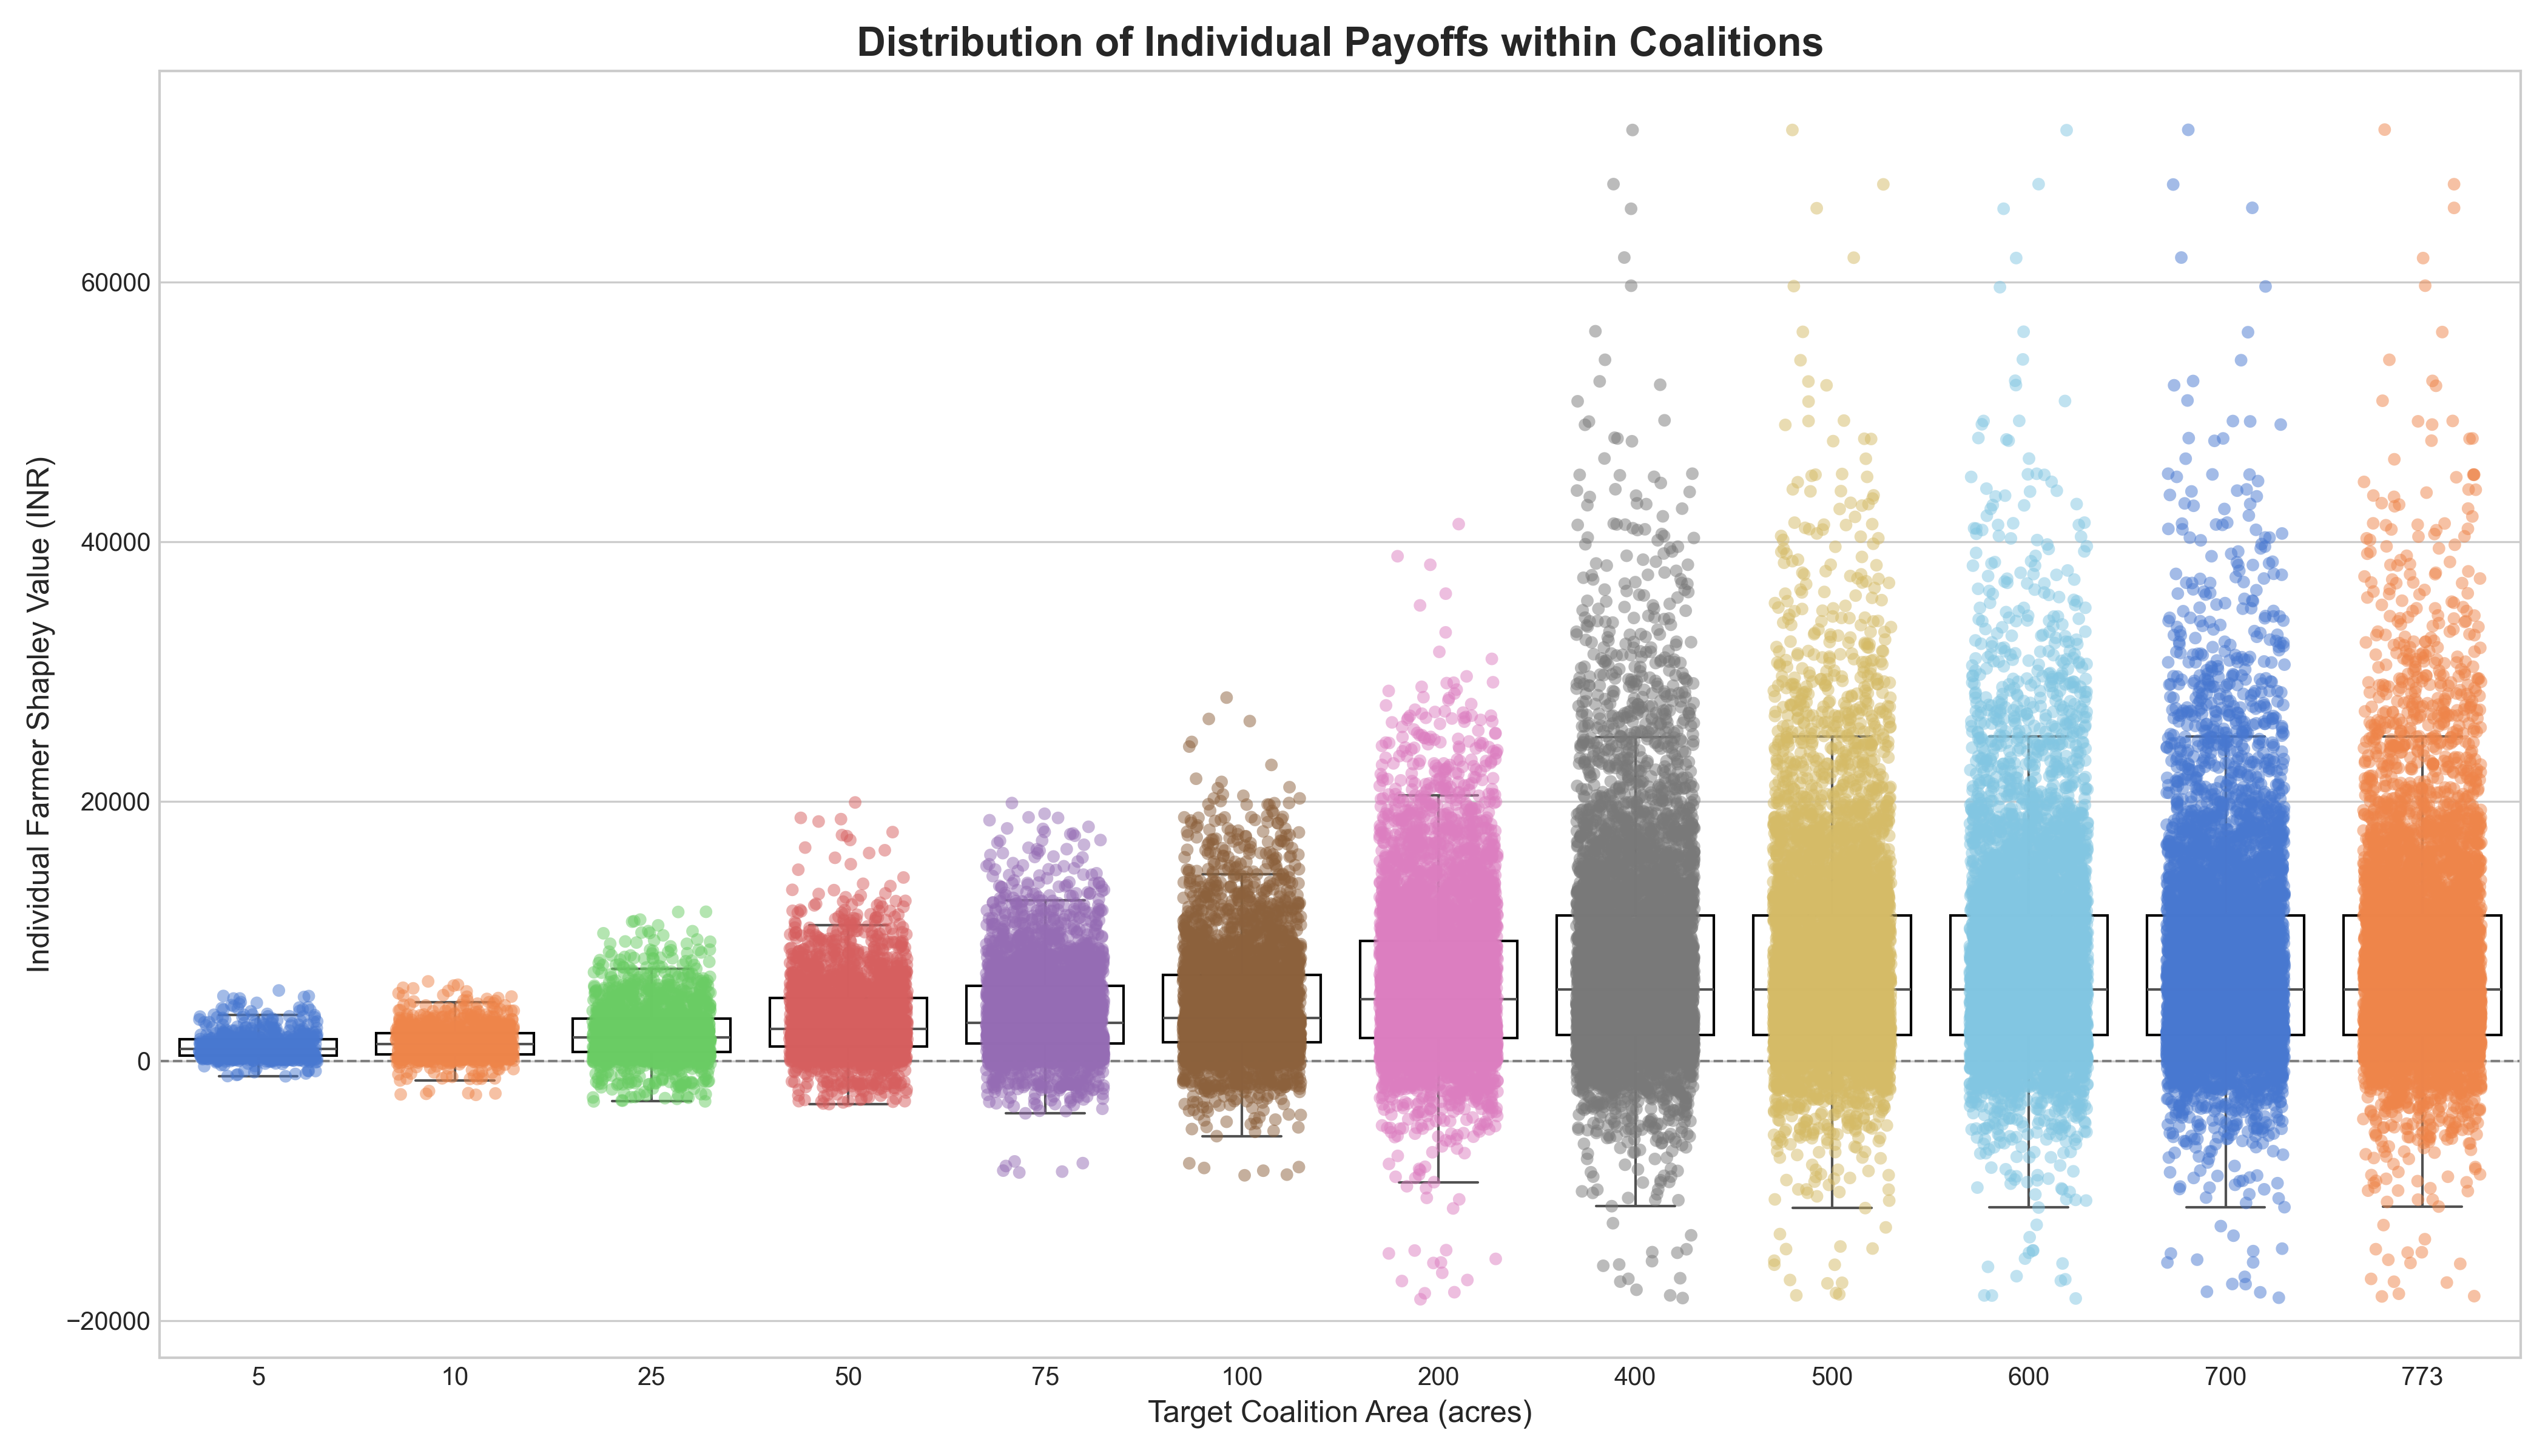 Distribution of Individual Payoffs within Coalitions
Individual Farmer Shapley Value (INR)
60000
40000
20000
0
−20000
5 10 25 50 75 100 200 400 500 600 700 773
Target Coalition Area (acres)